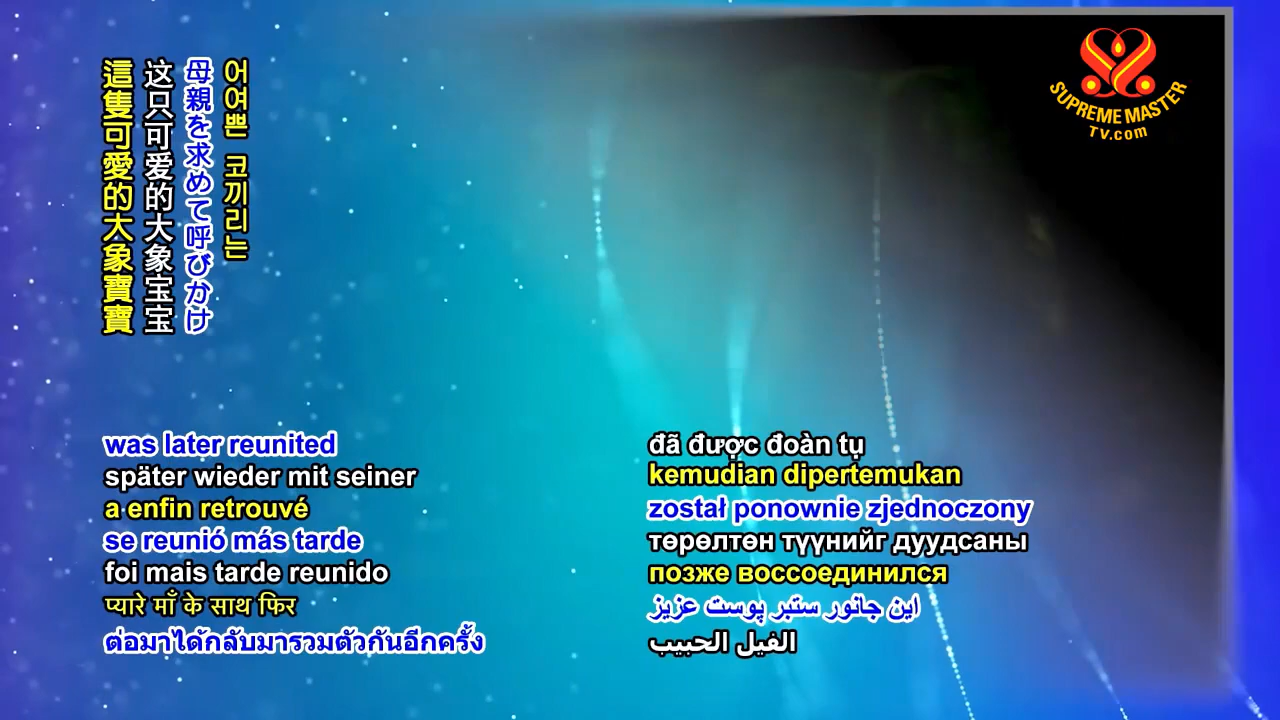 這隻可愛的大象寶寶
这只可爱的大象宝宝
母親を求めて呼びかけ
어여쁜 코끼리는
SUPREME MASTER
TV.com
was later reunited
später wieder mit seiner
a enfin retrouvé
se reunió más tarde
foi mais tarde reunido
प्यारे माँ के साथ फिर
ต่อมาได้กลับมารวมตัวกันอีกครั้ง
đã được đoàn tụ
kemudian dipertemukan
został ponownie zjednoczony
төрөлтөн түүнийг дуудсаны
позже воссоединился
این جانور ستبر پوست عزیز
الفيل الحبيب